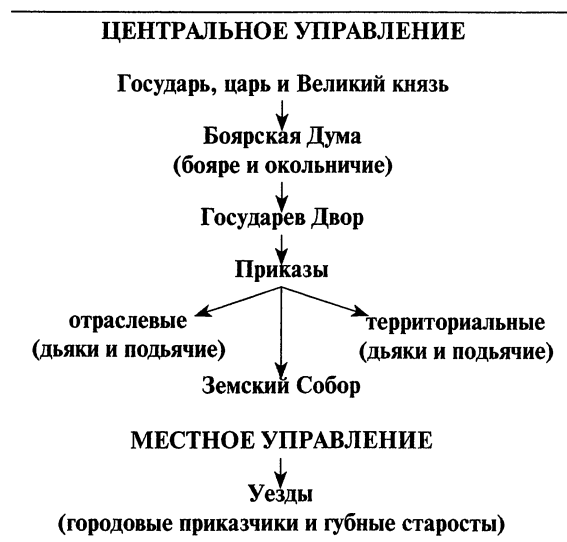 ЦЕНТРАЛЬНОЕ УПРАВЛЕНИЕ
Государь, царь и Великий князь
Боярская Дума
(бояре и окольничие)
Государев Двор
Приказы
отраслевые
(дьяки и подьячие)
территориальные
(дьяки и подьячие)
Земский Собор
МЕСТНОЕ УПРАВЛЕНИЕ
Уезды
(городовые приказчики и губные старосты)